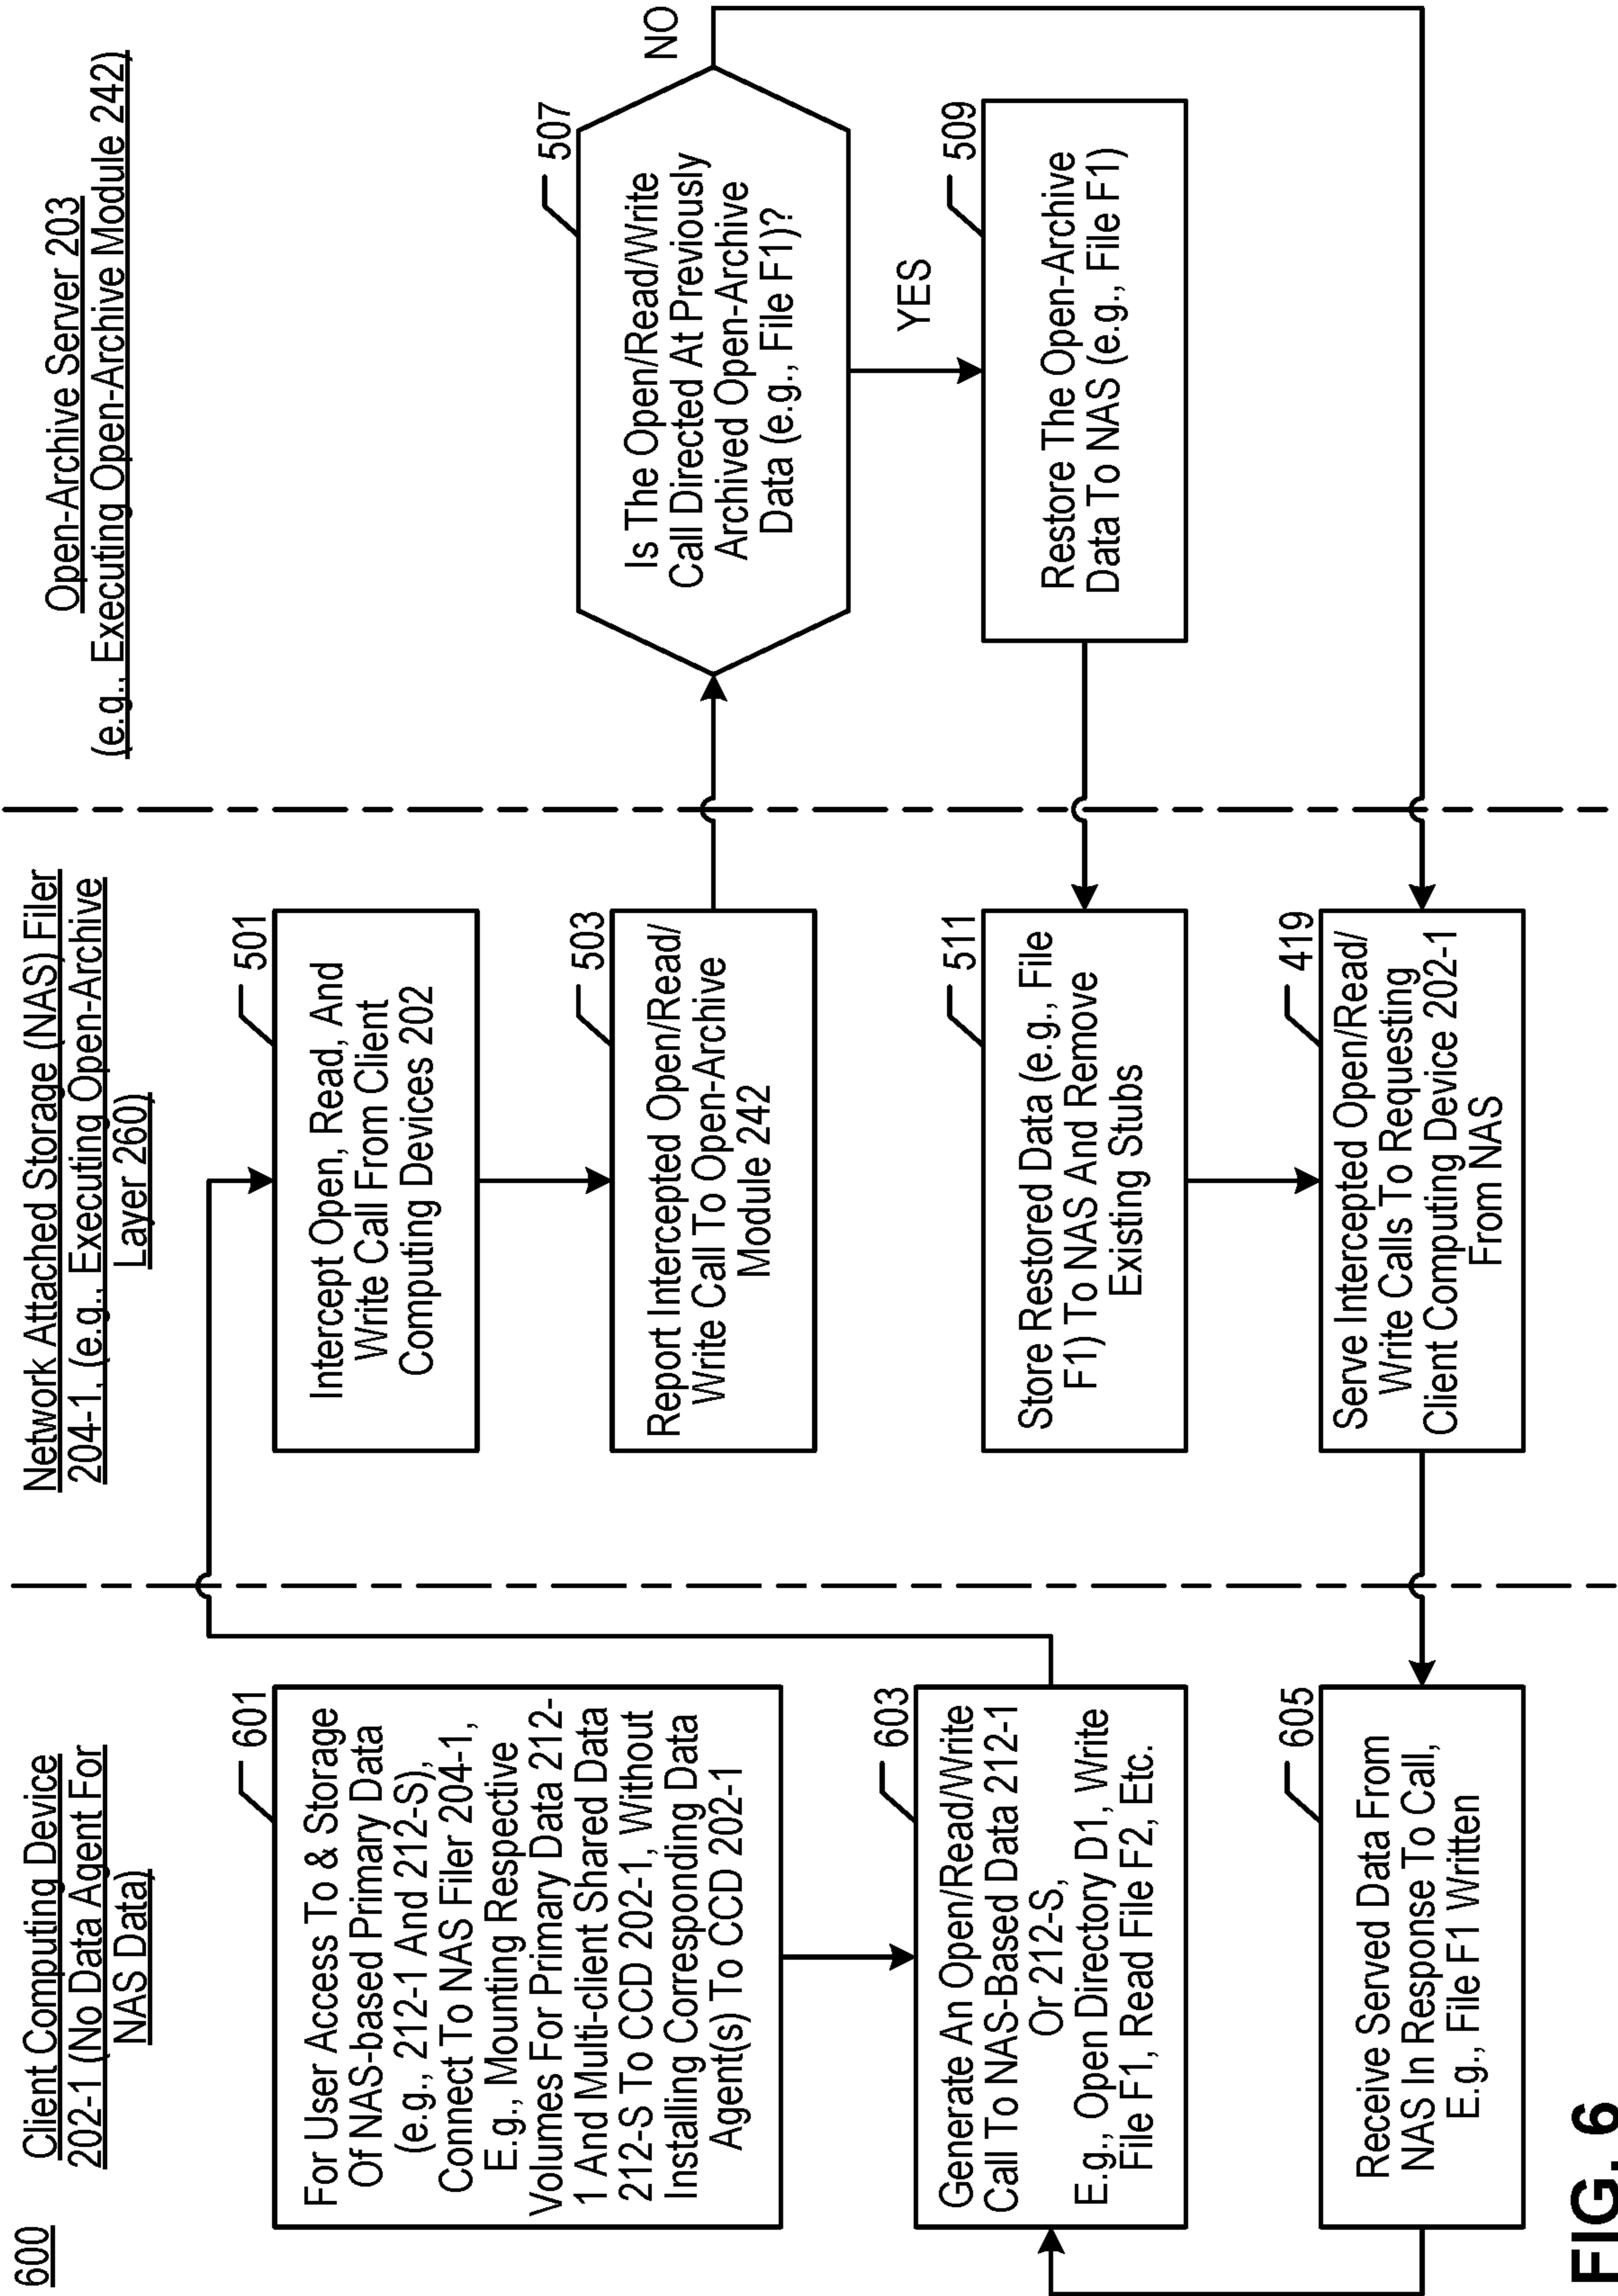 600
Client Computing Device
202-1 (No Data Agent For
NAS Data)
Network Attached Storage (NAS) Filer
204-1, (e.g., Executing Open-Archive
Layer 260)
Open-Archive Server 203
(e.g., Executing Open-Archive Module 242)
601
For User Access To & Storage
Of NAS-based Primary Data
(e.g., 212-1 And 212-S),
Connect To NAS Filer 204-1,
E.g., Mounting Respective
Volumes For Primary Data 212-
1 And Multi-client Shared Data
212-S To CCD 202-1, Without
Installing Corresponding Data
Agent(s) To CCD 202-1
603
Generate An Open/Read/Write
Call To NAS-Based Data 212-1
Or 212-S,
E.g., Open Directory D1, Write
File F1, Read File F2, Etc.
605
Receive Served Data From
NAS In Response To Call,
E.g., File F1 Written
501
Intercept Open, Read, And
Write Call From Client
Computing Devices 202
503
Report Intercepted Open/Read/
Write Call To Open-Archive
Module 242
511
Store Restored Data (e.g., File
F1) To NAS And Remove
Existing Stubs
419
Serve Intercepted Open/Read/
Write Calls To Requesting
Client Computing Device 202-1
From NAS
507
Is The Open/Read/Write
Call Directed At Previously
Archived Open-Archive
Data (e.g., File F1)?
NO
YES
509
Restore The Open-Archive
Data To NAS (e.g., File F1)
FIG. 6